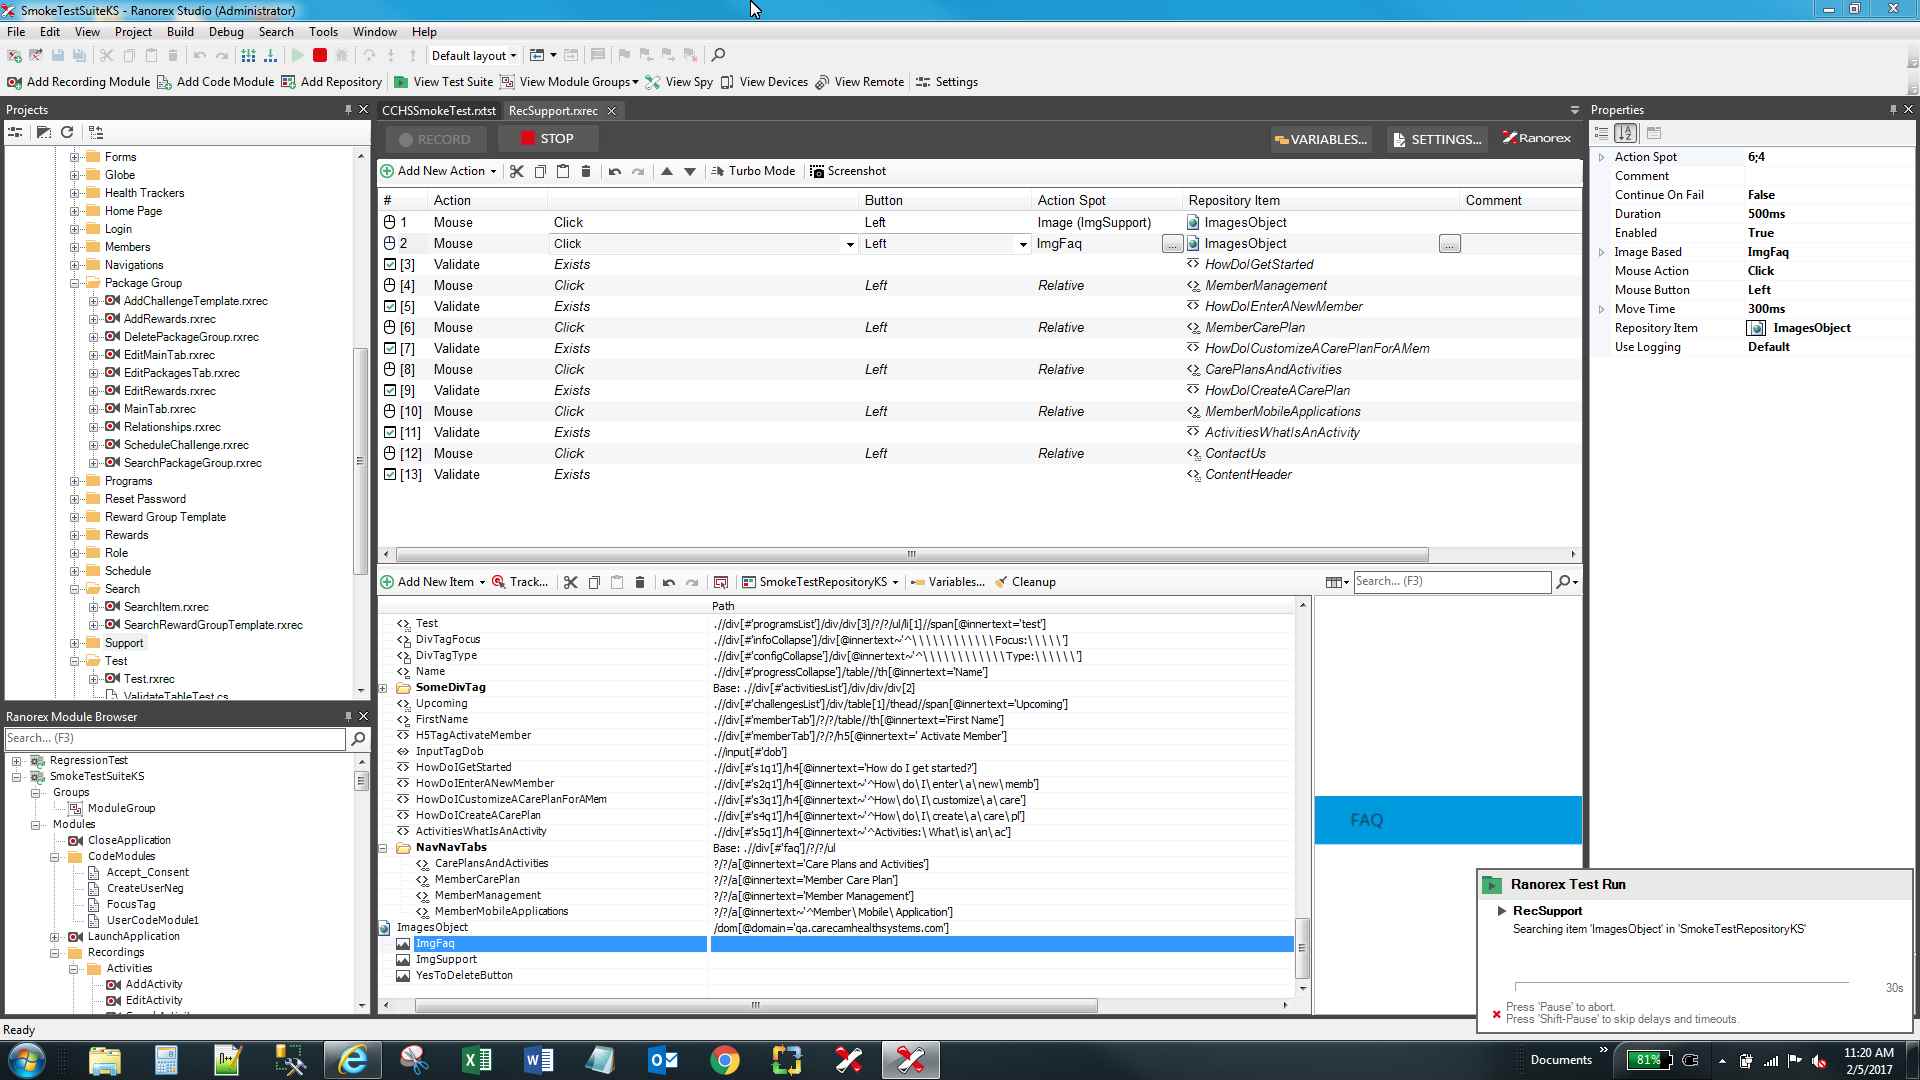 SmokeTestSuiteKS - Ranorex Studio (Administrator)
File Edit View Project Build Debug Search Tools Window Help
Default layout
Add Recording Module Add Code Module Add Repository View Test Suite View Module Groups View Spy View Devices View Remote Settings
Projects
Forms
Globe
Health Trackers
Home Page
Login
Members
Navigations
Package Group
AddChallengeTemplate.rxrec
AddRewards.rxrec
DeletePackageGroup.rxrec
EditMainTab.rxrec
EditPackagesTab.rxrec
EditRewards.rxrec
MainTab.rxrec
Relationships.rxrec
ScheduleChallenge.rxrec
SearchPackageGroup.rxrec
Programs
Reset Password
Reward Group Template
Rewards
Role
Schedule
Search
SearchItem.rxrec
SearchRewardGroupTemplate.rxrec
Support
Test
Test.rxrec
ValidateTableTest.cs
Ranorex Module Browser
Search... (F3)
RegressionTest
SmokeTestSuiteKS
Groups
ModuleGroup
Modules
CloseApplication
CodeModules
Accept_Consent
CreateUserNeg
FocusTag
UserCodeModule1
LaunchApplication
Recordings
Activities
AddActivity
EditActivity
CCHSSmokeTest.rxtst RecSupport.rxrec
RECORD STOP VARIABLES... SETTINGS... Ranorex
Add New Action Turbo Mode Screenshot
# Action Button Action Spot Repository Item Comment
1 Mouse Click Left Image (ImgSupport) ImagesObject
2 Mouse Click Left ImgFaq ... ImagesObject ...
[3] Validate Exists HowDoIGetStarted
[4] Mouse Click Left Relative MemberManagement
[5] Validate Exists HowDoIEnterANewMember
[6] Mouse Click Left Relative MemberCarePlan
[7] Validate Exists HowDoICustomizeACarePlanForAMem
[8] Mouse Click Left Relative CarePlansAndActivities
[9] Validate Exists HowDoICreateACarePlan
[10] Mouse Click Left Relative MemberMobileApplications
[11] Validate Exists ActivitiesWhatIsAnActivity
[12] Mouse Click Left Relative ContactUs
[13] Validate Exists ContentHeader
Add New Item Track... SmokeTestRepositoryKS Variables... Cleanup Search... (F3)
Path
Test .//div[#'programsList']/div/div[3]/?/?/ul/li[1]//span[@innertext='test']
DivTagFocus .//div[#'infoCollapse']/div[@innertext~'^\ \ \ \ \ \ \ \ \ \ \ \ Focus:\ \ \ \ \ ']
DivTagType .//div[#'configCollapse']/div[@innertext~'^\ \ \ \ \ \ \ \ \ \ \ \ Type:\ \ \ \ \ \ ']
Name .//div[#'progressCollapse']/table//th[@innertext='Name']
SomeDivTag Base: .//div[#'activitiesList']/div/div/div[2]
Upcoming .//div[#'challengesList']/div/table[1]/thead//span[@innertext='Upcoming']
FirstName .//div[#'memberTab']/?/?/table//th[@innertext='First Name']
H5TagActivateMember .//div[#'memberTab']/?/?/h5[@innertext=' Activate Member']
InputTagDob .//input[#'dob']
HowDoIGetStarted .//div[#'s1q1']/h4[@innertext='How do I get started?']
HowDoIEnterANewMember .//div[#'s2q1']/h4[@innertext~'^How\ do\ I\ enter\ a\ new\ memb']
HowDoICustomizeACarePlanForAMem .//div[#'s3q1']/h4[@innertext~'^How\ do\ I\ customize\ a\ care']
HowDoICreateACarePlan .//div[#'s4q1']/h4[@innertext~'^How\ do\ I\ create\ a\ care\ pl']
ActivitiesWhatIsAnActivity .//div[#'s5q1']/h4[@innertext~'^Activities:\ What\ is\ an\ ac']
NavNavTabs Base: .//div[#'faq']/?/?/ul
CarePlansAndActivities ?/?/a[@innertext='Care Plans and Activities']
MemberCarePlan ?/?/a[@innertext='Member Care Plan']
MemberManagement ?/?/a[@innertext='Member Management']
MemberMobileApplications ?/?/a[@innertext~'^Member\ Mobile\ Application']
ImagesObject /dom[@domain='qa.carecamhealthsystems.com']
ImgFaq
ImgSupport
YesToDeleteButton
FAQ
Properties
Action Spot 6;4
Comment
Continue On Fail False
Duration 500ms
Enabled True
Image Based ImgFaq
Mouse Action Click
Mouse Button Left
Move Time 300ms
Repository Item ImagesObject
Use Logging Default
Ranorex Test Run
RecSupport
Searching item 'ImagesObject' in 'SmokeTestRepositoryKS'
30s
Press 'Pause' to abort.
Press 'Shift-Pause' to skip delays and timeouts.
Ready
Documents 81% 11:20 AM
2/5/2017